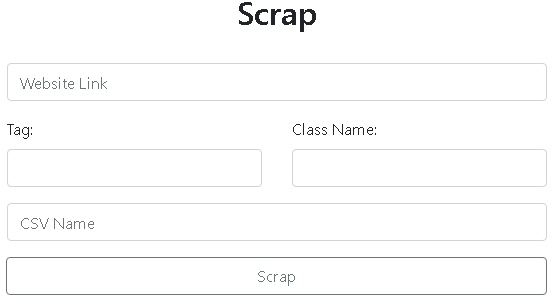 Scrap
Website Link
Tag: Class Name:
CSV Name
Scrap